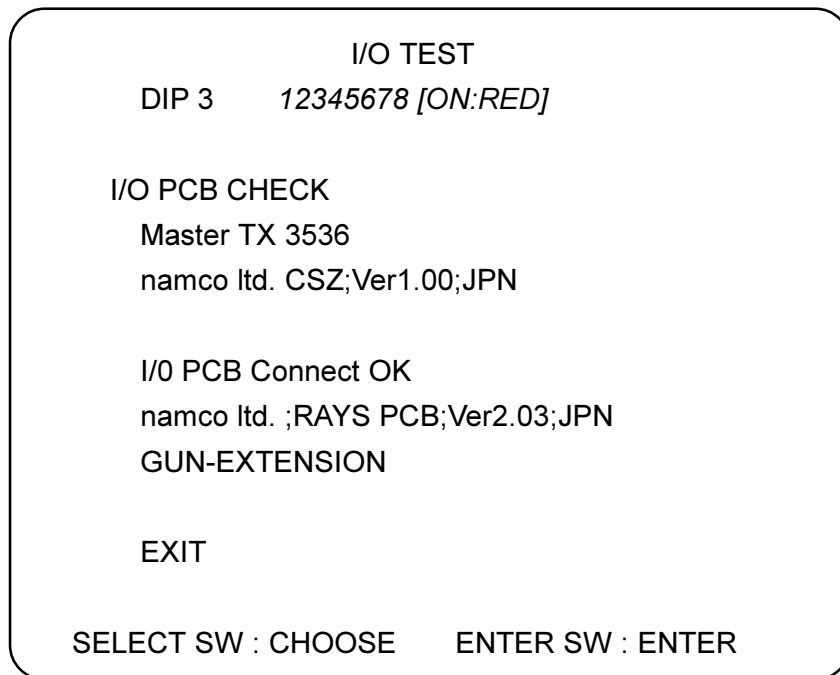 I/O TEST
DIP 3 12345678 [ON:RED]
I/O PCB CHECK
Master TX 3536
namco ltd. CSZ;Ver1.00;JPN
I/0 PCB Connect OK
namco ltd. ;RAYS PCB;Ver2.03;JPN
GUN-EXTENSION
EXIT
SELECT SW : CHOOSE ENTER SW : ENTER